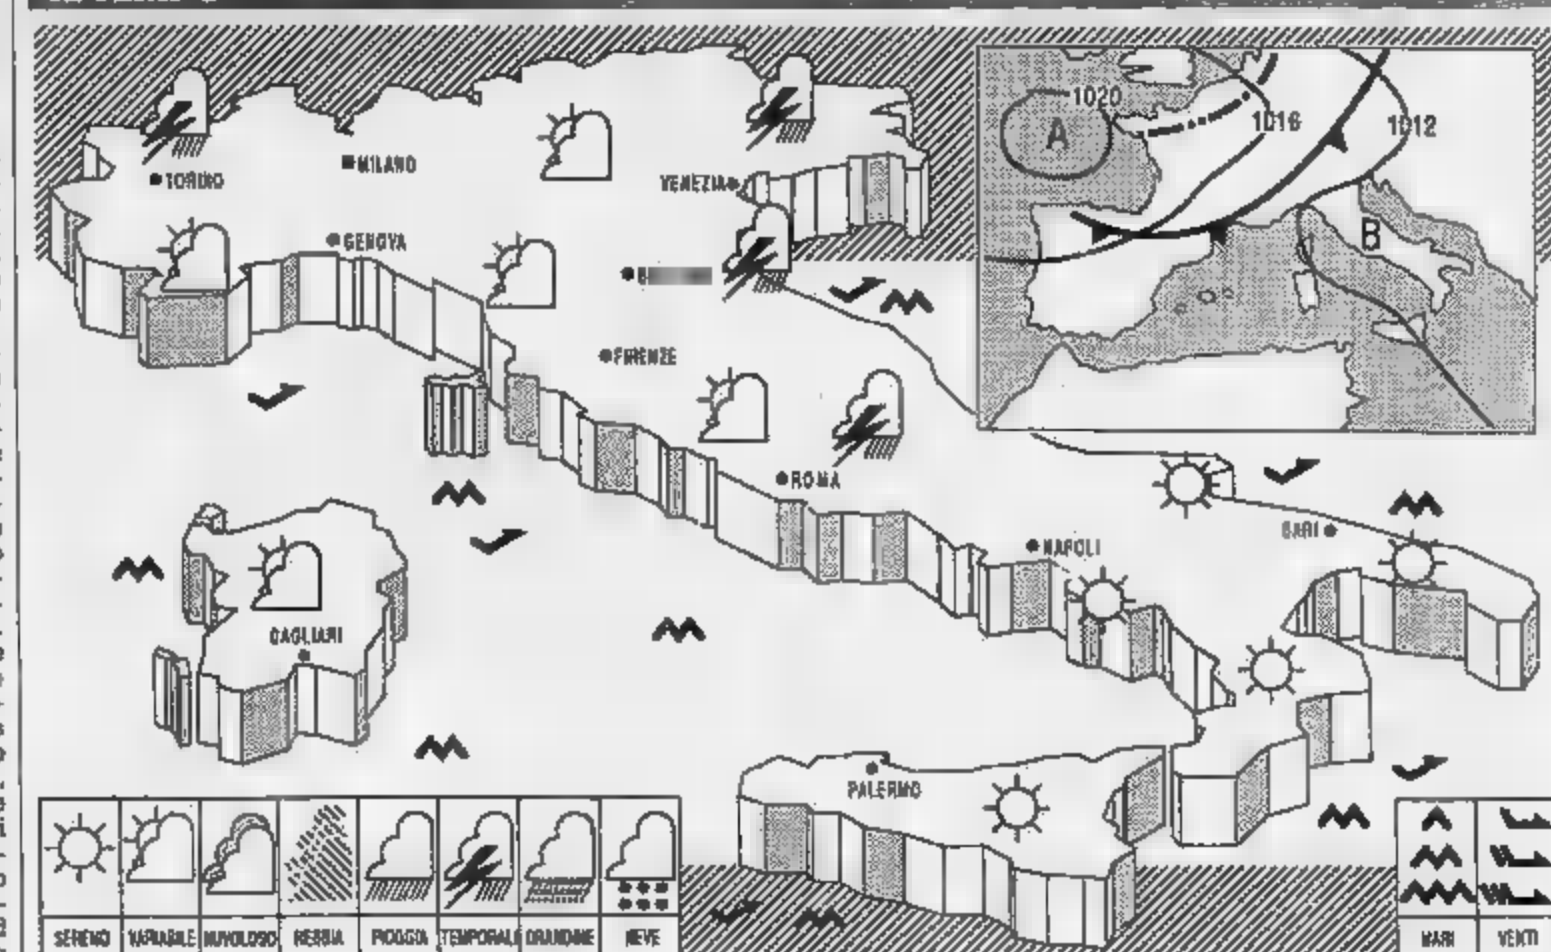 1020
A
1016
1012
TORINO
MILANO
VENEZIA
GENOVA
B
FIRENZE
ROMA
BARI
NAPOLI
CAGLIARI
PALERMO
SERENO VARIABILE NUVOLOSO NEBBIA PIOGGIA TEMPORALE GRANDINE NEVE
MARI VENTI